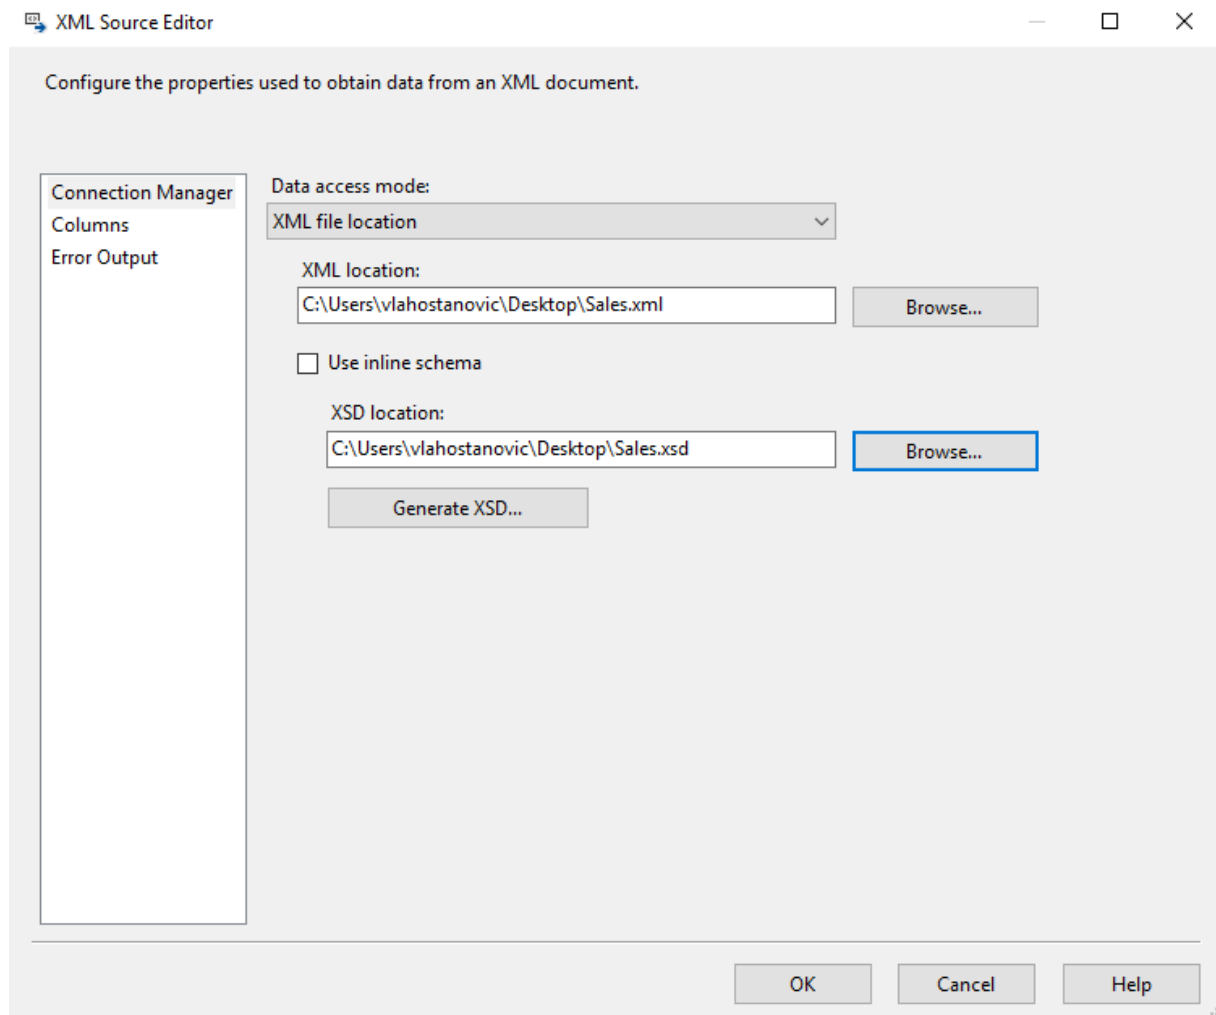 XML Source Editor
Configure the properties used to obtain data from an XML document.
Connection Manager
Columns
Error Output
Data access mode:
XML file location
XML location:
C:\Users\vlahostanovic\Desktop\Sales.xml
Browse...
Use inline schema
XSD location:
C:\Users\vlahostanovic\Desktop\Sales.xsd
Browse...
Generate XSD...
OK
Cancel
Help